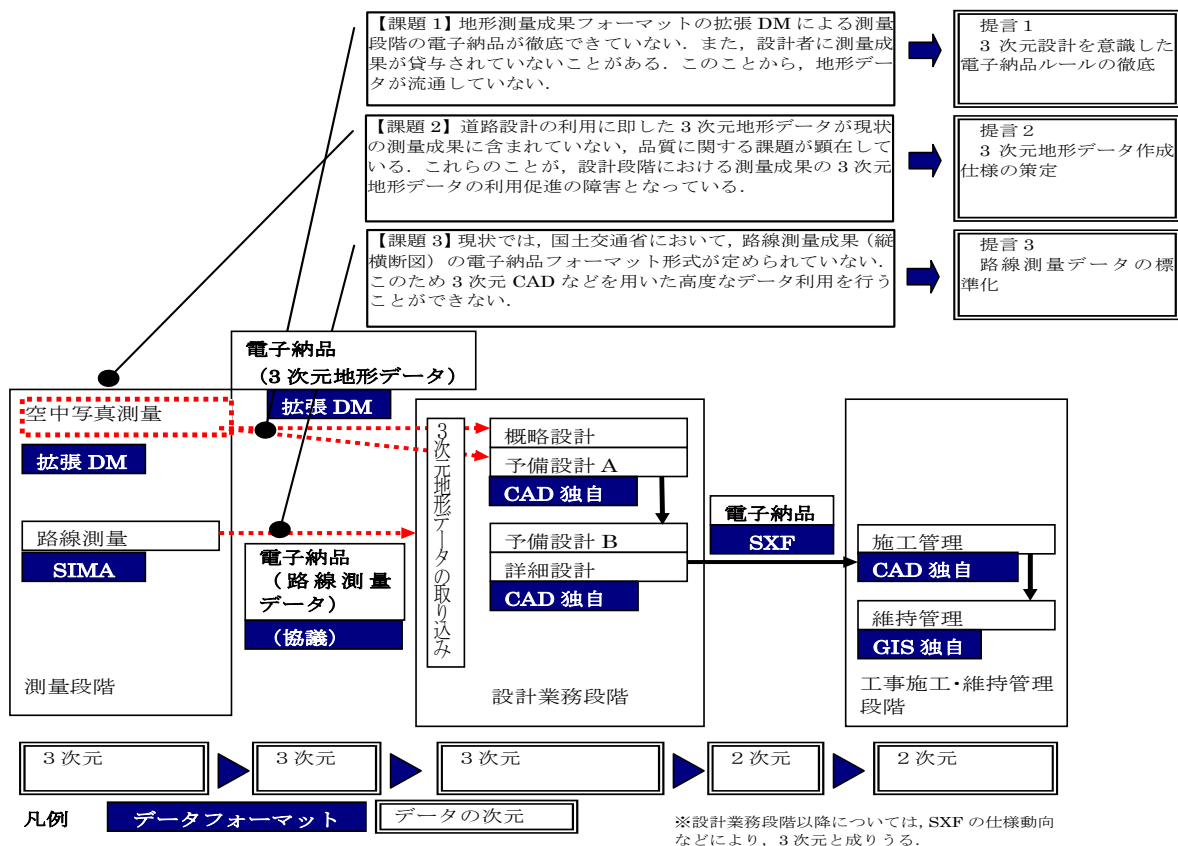 【課題 1】地形測量成果フォーマットの拡張 DM による測量
段階の電子納品が徹底できていない．また，設計者に測量成
果が貸与されていないことがある．このことから，地形デー
タが流通していない．
提言 1
3 次元設計を意識した
電子納品ルールの徹底
【課題 2】道路設計の利用に即した 3 次元地形データが現状
の測量成果に含まれていない，品質に関する課題が顕在して
いる．これらのことが，設計段階における測量成果の 3 次元
地形データの利用促進の障害となっている．
提言 2
3 次元地形データ作成
仕様の策定
【課題 3】現状では，国土交通省において，路線測量成果（縦
横断図）の電子納品フォーマット形式が定められていない．
このため 3 次元 CAD などを用いた高度なデータ利用を行う
ことができない．
提言 3
路線測量データの標
準化
電子納品
（3 次元地形データ）
拡張 DM
空中写真測量
拡張 DM
路線測量
SIMA
測量段階
電子納品
（路線測量
データ）
（協議）
3次元地形データの取り込み
概略設計
予備設計 A
CAD 独自
予備設計 B
詳細設計
CAD 独自
設計業務段階
電子納品
SXF
施工管理
CAD 独自
維持管理
GIS 独自
工事施工・維持管理
段階
3 次元
3 次元
3 次元
2 次元
2 次元
凡例
データフォーマット
データの次元
※設計業務段階以降については，SXF の仕様動向
などにより，3 次元と成りうる．